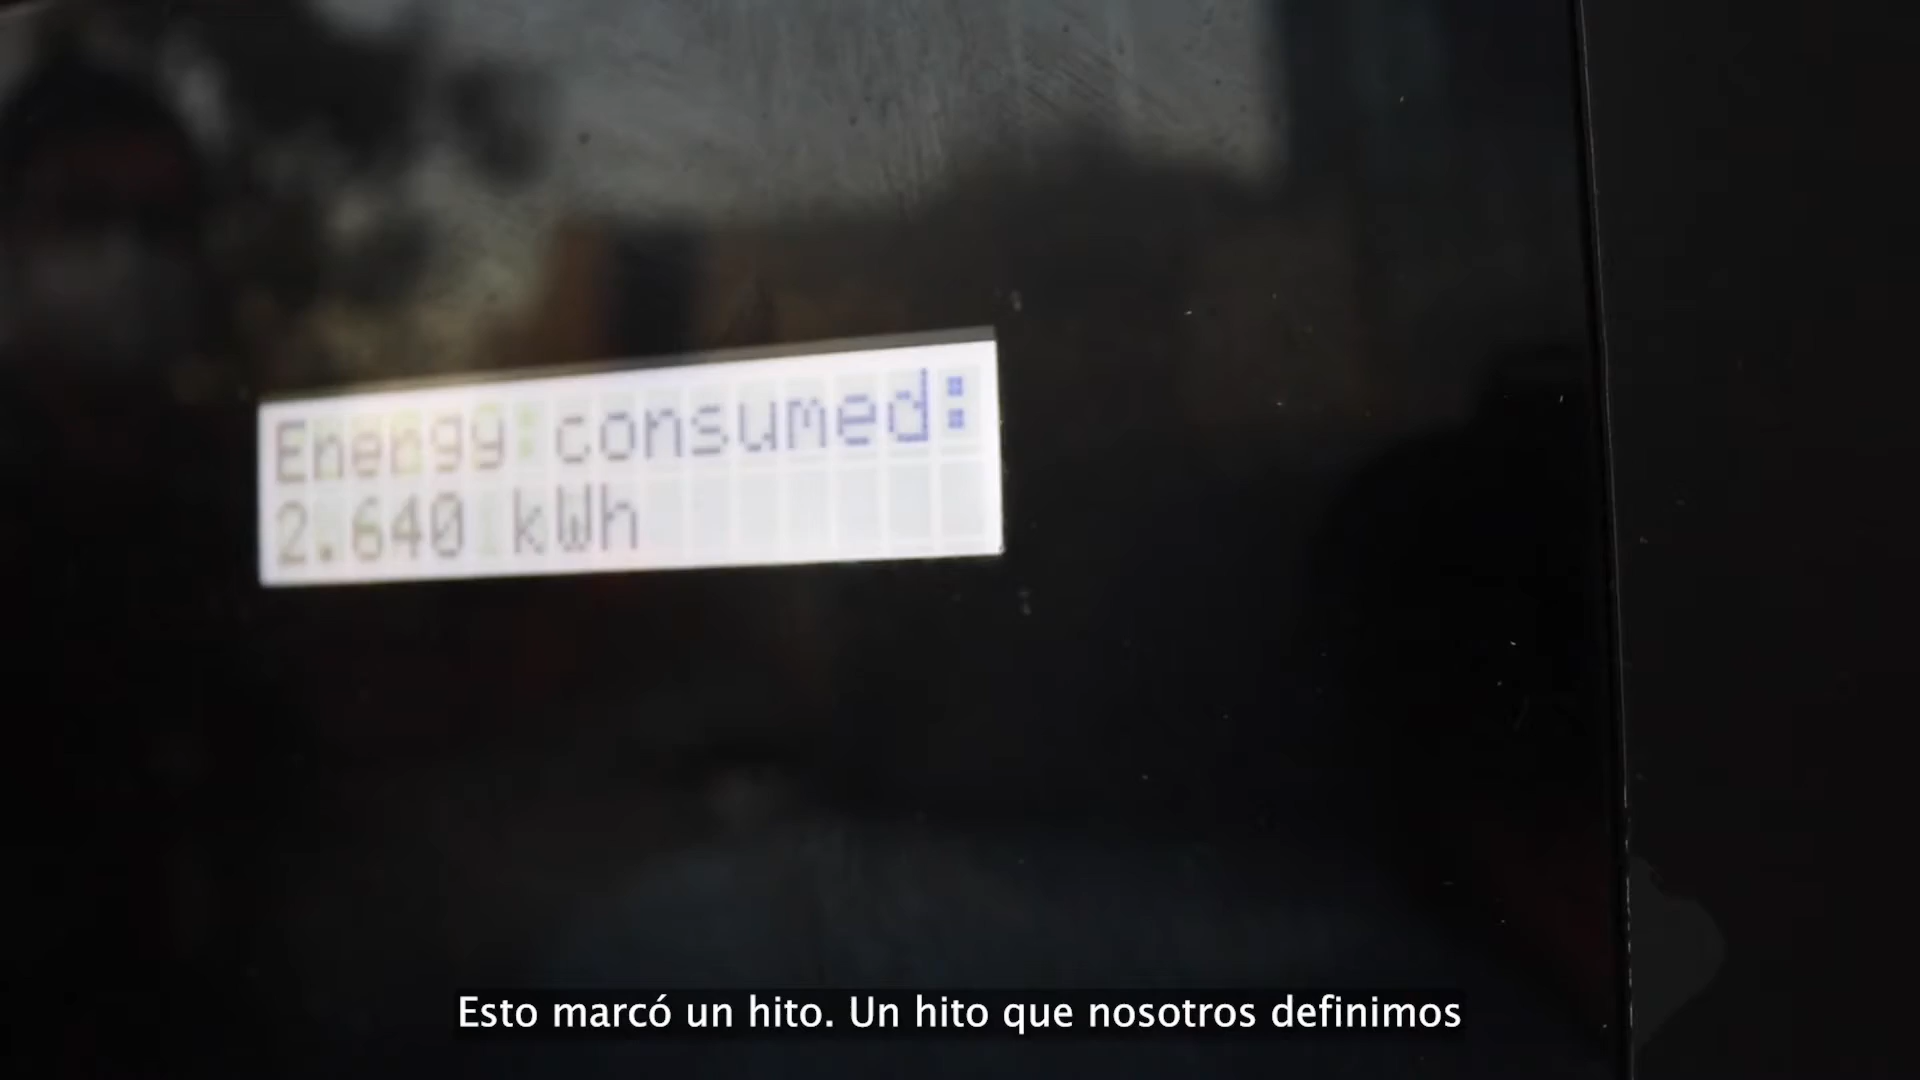 Energy consumed:
2.640 kWh
Esto marcó un hito. Un hito que nosotros definimos